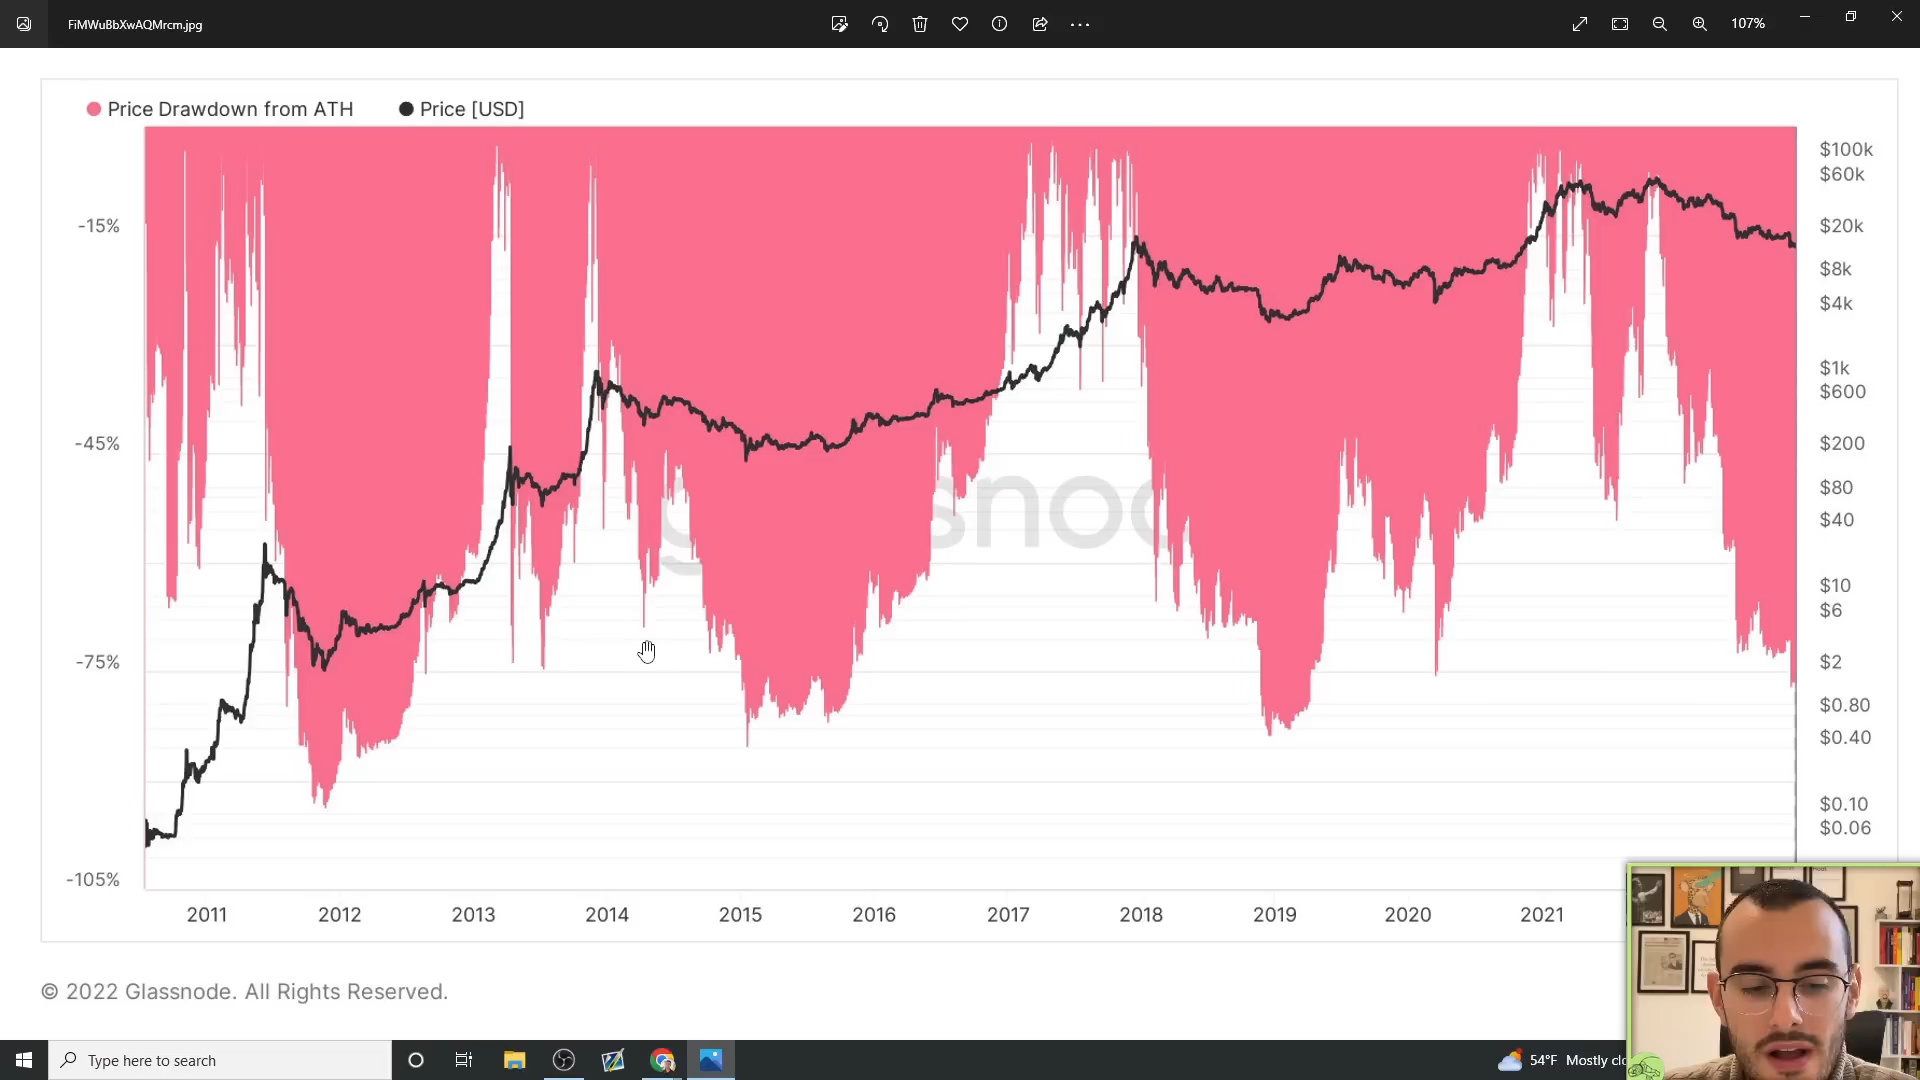 FiMWuBbXwAQMrcm.jpg
107%
Price Drawdown from ATH
Price [USD]
-15%
-45%
-75%
-105%
$100k
$60k
$20k
$8k
$4k
$1k
$600
$200
$80
$40
$10
$6
$2
$0.80
$0.40
$0.10
$0.06
2011 2012 2013 2014 2015 2016 2017 2018 2019 2020 2021
© 2022 Glassnode. All Rights Reserved.
Type here to search
54°F Mostly clo